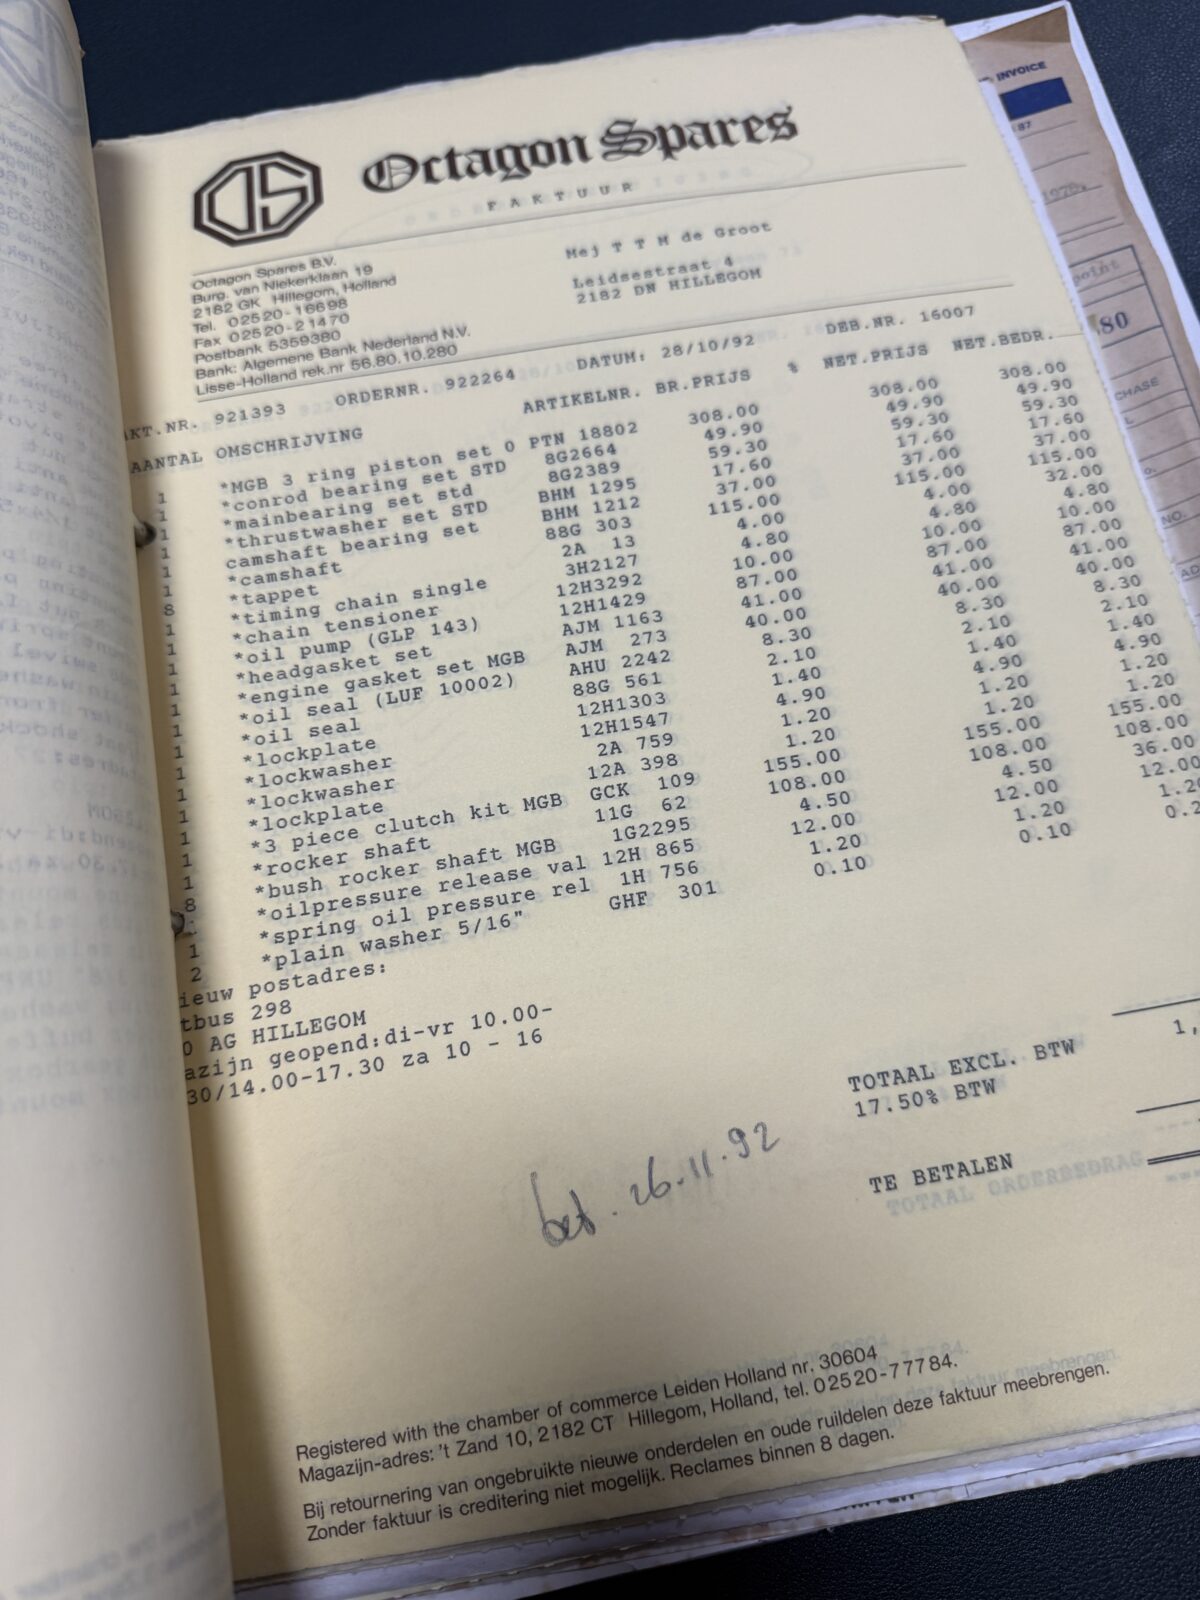 Octagon Spares
FAKTUUR
Octagon Spares B.V.
Burg. van Niekerklaan 19
2182 GK Hillegom, Holland
Tel. 02520-16698
Fax 02520-21470
Postbank 5359380
Bank: Algemene Bank Nederland N.V.
Lisse-Holland rek.nr 56.80.10.280
Mej T T M de Groot
Leidsestraat 4
2182 DN HILLEGOM
KT.NR. 921393 ORDERNR. 922264 DATUM: 28/10/92 DEB.NR. 16007
AANTAL OMSCHRIJVING ARTIKELNR. BR.PRIJS % NET.PRIJS NET.BEDR.
1 *MGB 3 ring piston set 0 PTN 18802 308.00 308.00 308.00
1 *conrod bearing set STD 8G2664 49.90 49.90 49.90
1 *mainbearing set std 8G2389 59.30 59.30 59.30
1 *thrustwasher set STD BHM 1295 17.60 17.60 17.60
1 camshaft bearing set BHM 1212 37.00 37.00 37.00
1 *camshaft 88G 303 115.00 115.00 115.00
8 *tappet 2A 13 4.00 4.00 32.00
1 *timing chain single 3H2127 4.80 4.80 4.80
1 *chain tensioner 12H3292 10.00 10.00 10.00
1 *oil pump (GLP 143) 12H1429 87.00 87.00 87.00
1 *headgasket set AJM 1163 41.00 41.00 41.00
1 *engine gasket set MGB AJM 273 40.00 40.00 40.00
1 *oil seal (LUF 10002) AHU 2242 8.30 8.30 8.30
1 *oil seal 88G 561 2.10 2.10 2.10
1 *lockplate 12H1303 1.40 1.40 1.40
1 *lockwasher 12H1547 4.90 4.90 4.90
1 *lockwasher 2A 759 1.20 1.20 1.20
1 *lockplate 12A 398 1.20 1.20 1.20
1 *3 piece clutch kit MGB GCK 109 155.00 155.00 155.00
1 *rocker shaft 11G 62 108.00 108.00 108.00
8 *bush rocker shaft MGB 1G2295 4.50 4.50 36.00
*oilpressure release val 12H 865 12.00 12.00 12.00
1 *spring oil pressure rel 1H 756 1.20 1.20 1.20
2 *plain washer 5/16" GHF 301 0.10 0.10 0.2
ieuw postadres:
tbus 298
0 AG HILLEGOM
azijn geopend:di-vr 10.00-
30/14.00-17.30 za 10 - 16
TOTAAL EXCL. BTW 1,
17.50% BTW
TE BETALEN
TOTAAL ORDERBEDRAG
bet. 26.11.92
Registered with the chamber of commerce Leiden Holland nr. 30604
Magazijn-adres: 't Zand 10, 2182 CT Hillegom, Holland, tel. 02520-77784.
Bij retournering van ongebruikte nieuwe onderdelen en oude ruildelen deze faktuur meebrengen.
Zonder faktuur is creditering niet mogelijk. Reclames binnen 8 dagen.
INVOICE
87
1976
80
CHASE
NO.